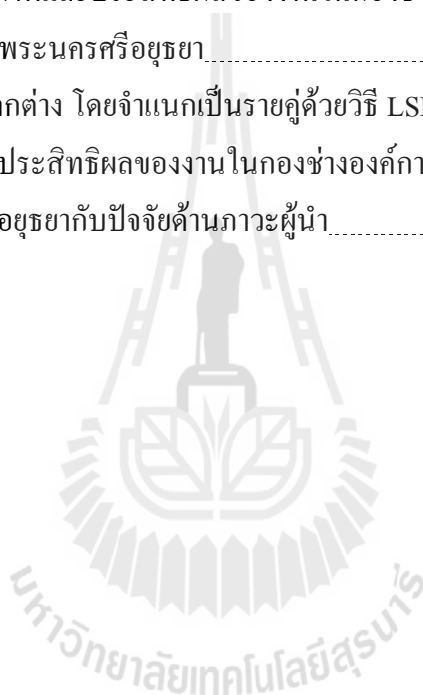 พระนครศรีอยุธยา
กต่าง โดยจำแนกเป็นรายคู่ด้วยวิธี LSI
ประสิทธิผลของงานในกองช่างองค์กา
อยุธยากับปัจจัยด้านภาวะผู้นำ
มหาวิทยาลัยเทคโนโลยีสุรนารี